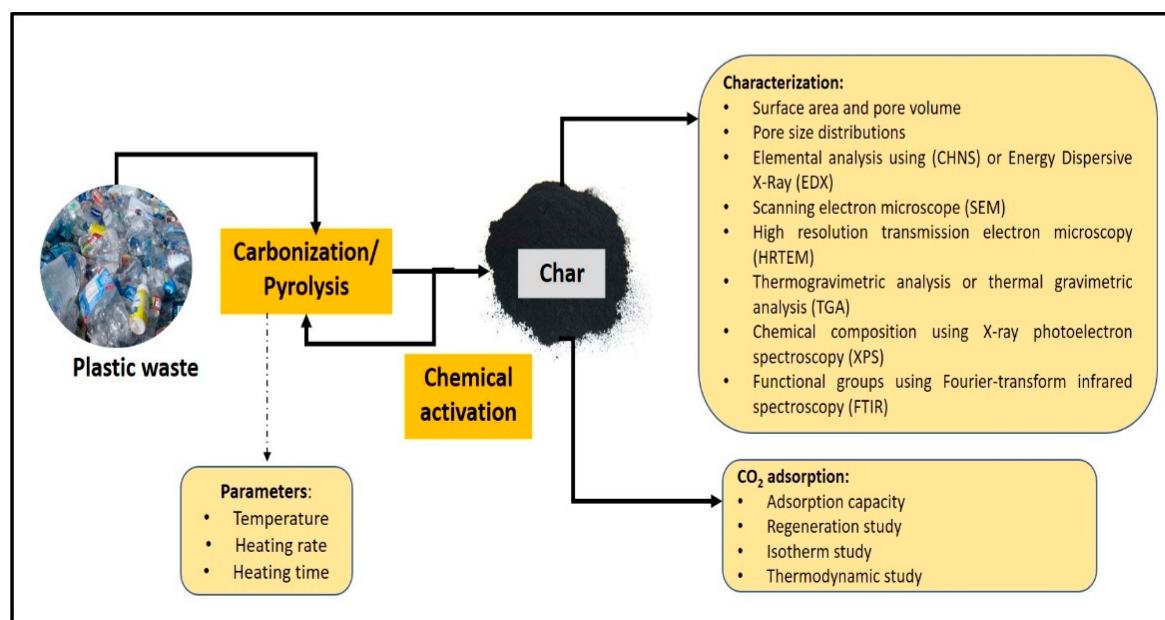 Plastic waste
Carbonization/
Pyrolysis
Chemical
activation
Char
Parameters:
• Temperature
• Heating rate
• Heating time
Characterization:
• Surface area and pore volume
• Pore size distributions
• Elemental analysis using (CHNS) or Energy Dispersive
X-Ray (EDX)
• Scanning electron microscope (SEM)
• High resolution transmission electron microscopy
(HRTEM)
• Thermogravimetric analysis or thermal gravimetric
analysis (TGA)
• Chemical composition using X-ray photoelectron
spectroscopy (XPS)
• Functional groups using Fourier-transform infrared
spectroscopy (FTIR)
CO₂ adsorption:
• Adsorption capacity
• Regeneration study
• Isotherm study
• Thermodynamic study